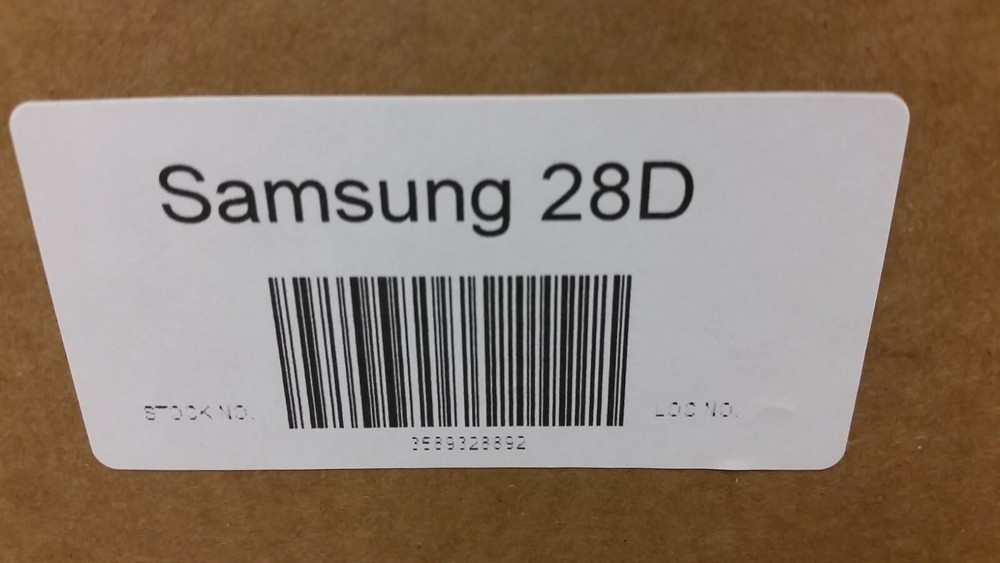 Samsung 28D
STOCK NO.
LOC NO.
3589328892